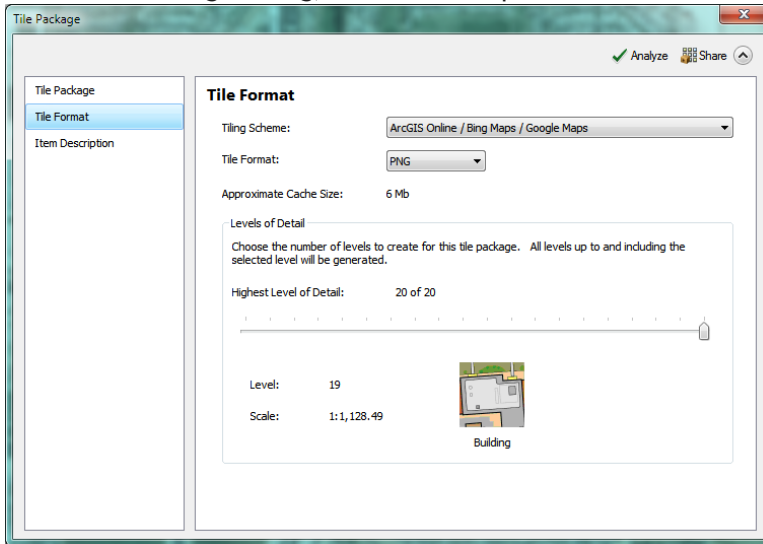 Tile Package
Analyze Share
Tile Package
Tile Format
Item Description
Tile Format
Tiling Scheme: ArcGIS Online / Bing Maps / Google Maps
Tile Format: PNG
Approximate Cache Size: 6 Mb
Levels of Detail
Choose the number of levels to create for this tile package. All levels up to and including the
selected level will be generated.
Highest Level of Detail: 20 of 20
Level: 19
Scale: 1:1,128.49
Building